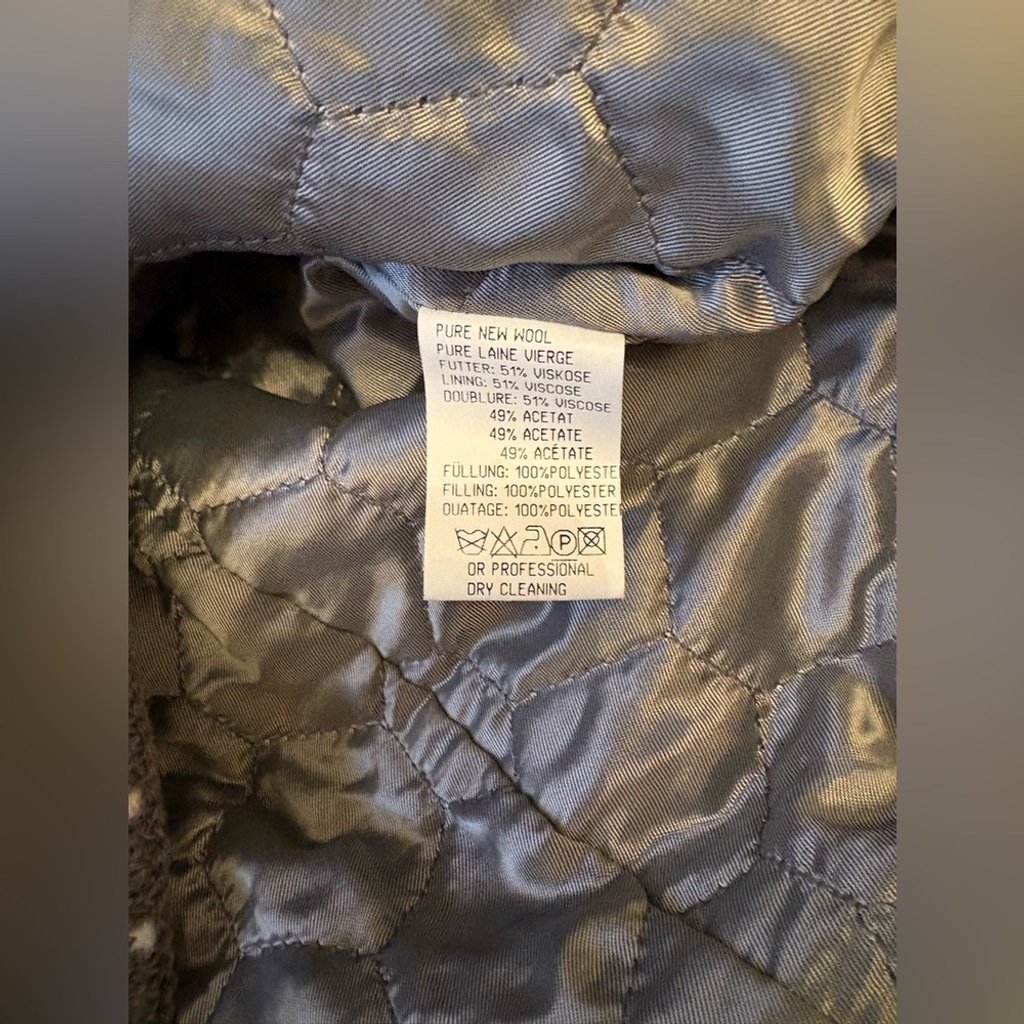 PURE NEW WOOL
PURE LAINE VIERGE
FUTTER: 51% VISKOSE
LINING: 51% VISCOSE
DOUBLURE: 51% VISCOSE
49% ACETAT
49% ACETATE
49% ACÉTATE
FÜLLUNG: 100%POLYESTE
FILLING: 100%POLYESTER
OUATAGE: 100%POLYESTER
P
OR PROFESSIONAL
DRY CLEANING